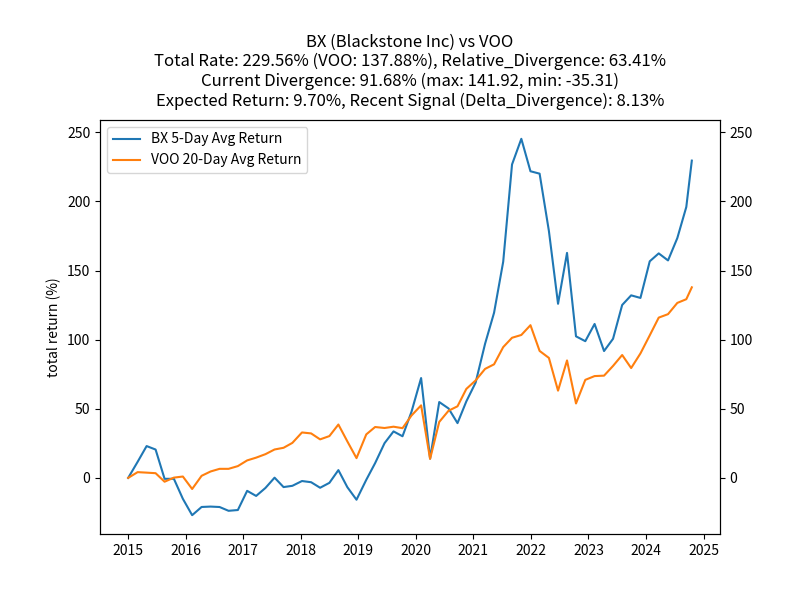 BX (Blackstone Inc) vs VOO
Total Rate: 229.56% (VOO: 137.88%), Relative_Divergence: 63.41%
Current Divergence: 91.68% (max: 141.92, min: -35.31)
Expected Return: 9.70%, Recent Signal (Delta_Divergence): 8.13%
BX 5-Day Avg Return
VOO 20-Day Avg Return
total return (%)
250 250
200 200
150 150
100 100
50 50
0 0
2015 2016 2017 2018 2019 2020 2021 2022 2023 2024 2025